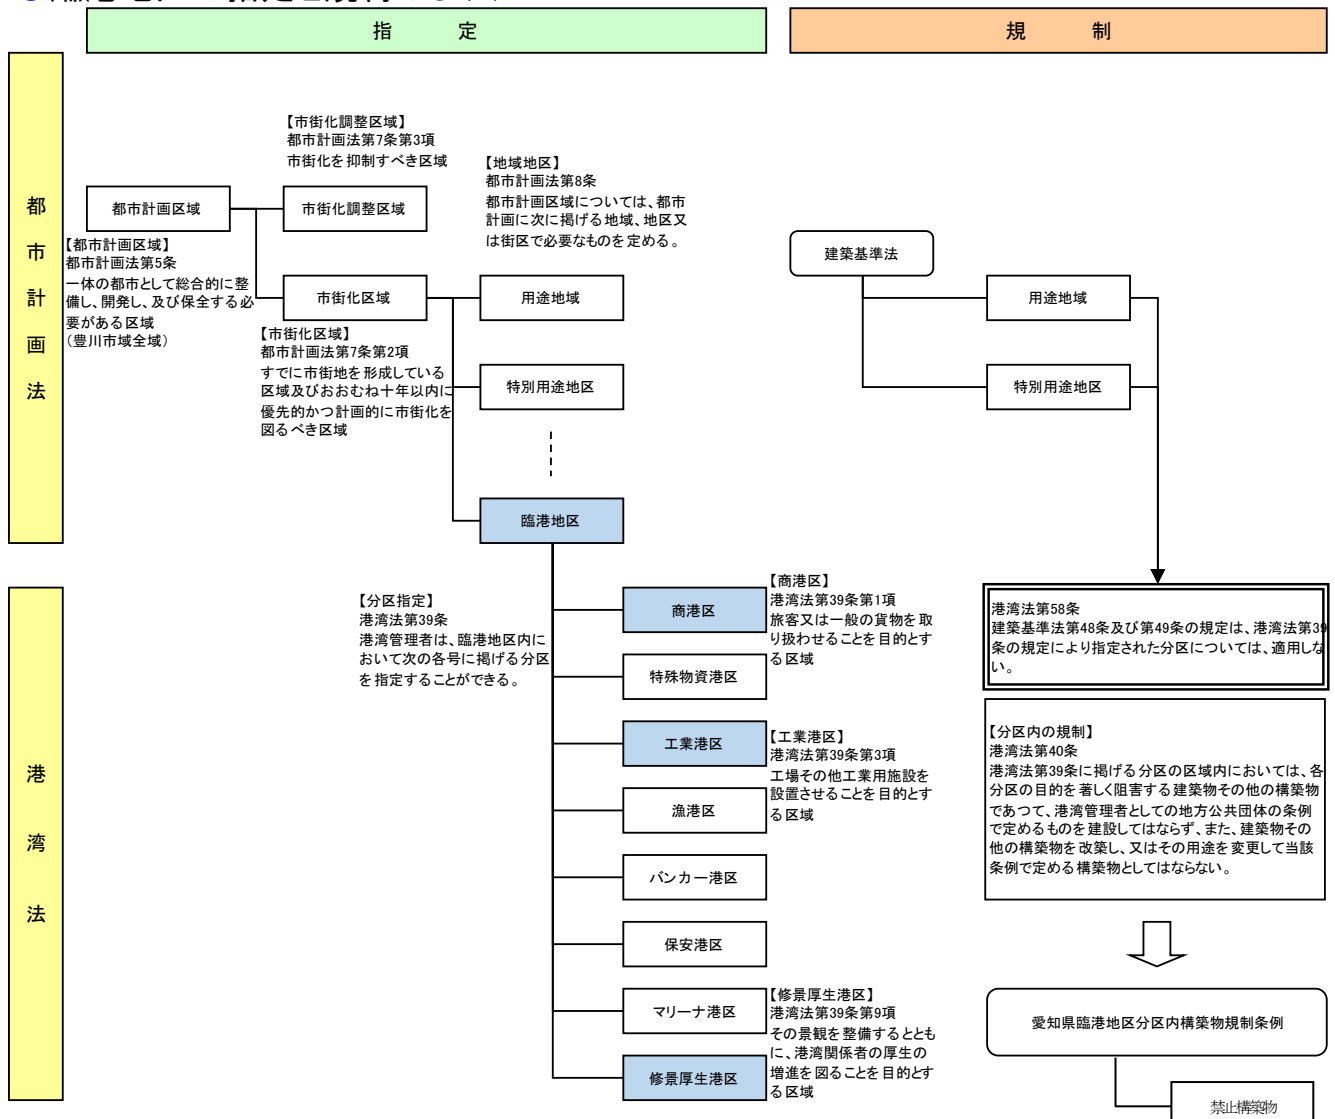 指　定
規　制
都市計画法
【市街化調整区域】
都市計画法第7条第3項
市街化を抑制すべき区域
【地域地区】
都市計画法第8条
都市計画区域については、都市
計画に次に掲げる地域、地区又
は街区で必要なものを定める。
都市計画区域
市街化調整区域
【都市計画区域】
都市計画法第5条
一体の都市として総合的に整
備し、開発し、及び保全する必
要がある区域
(豊川市域全域)
市街化区域
用途地域
【市街化区域】
都市計画法第7条第2項
すでに市街地を形成している
区域及びおおむね十年以内に
優先的かつ計画的に市街化を
図るべき区域
特別用途地区
臨港地区
建築基準法
用途地域
特別用途地区
港湾法
【分区指定】
港湾法第39条
港湾管理者は、臨港地区内に
おいて次の各号に掲げる分区
を指定することができる。
商港区
【商港区】
港湾法第39条第1項
旅客又は一般の貨物を取
り扱わせることを目的とす
る区域
特殊物資港区
工業港区
【工業港区】
港湾法第39条第3項
工場その他工業用施設を
設置させることを目的とす
る区域
漁港区
バンカー港区
保安港区
マリーナ港区
【修景厚生港区】
港湾法第39条第9項
その景観を整備するととも
に、港湾関係者の厚生の
増進を図ることを目的とす
る区域
修景厚生港区
港湾法第58条
建築基準法第48条及び第49条の規定は、港湾法第39
条の規定により指定された分区については、適用しな
い。
【分区内の規制】
港湾法第40条
港湾法第39条に掲げる分区の区域内においては、各
分区の目的を著しく阻害する建築物その他の構築物
であつて、港湾管理者としての地方公共団体の条例
で定めるものを建設してはならず、また、建築物その
他の構築物を改築し、又はその用途を変更して当該
条例で定める構築物としてはならない。
愛知県臨港地区分区内構築物規制条例
禁止構築物